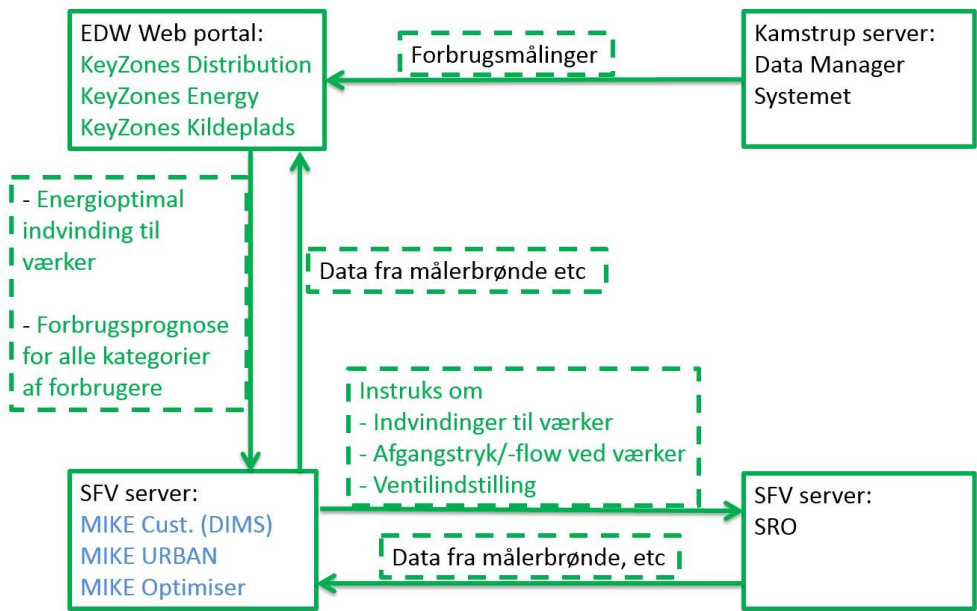 EDW Web portal:
KeyZones Distribution
KeyZones Energy
KeyZones Kildeplads
Forbrugsmålinger
Kamstrup server:
Data Manager
Systemet
- Energioptimal
indvinding til
værker
- Forbrugsprognose
for alle kategorier
af forbrugere
Data fra målerbrønde etc
Instruks om
- Indvindinger til værker
- Afgangstryk/-flow ved værker
- Ventilindstilling
SFV server:
MIKE Cust. (DIMS)
MIKE URBAN
MIKE Optimiser
Data fra målerbrønde, etc
SFV server:
SRO